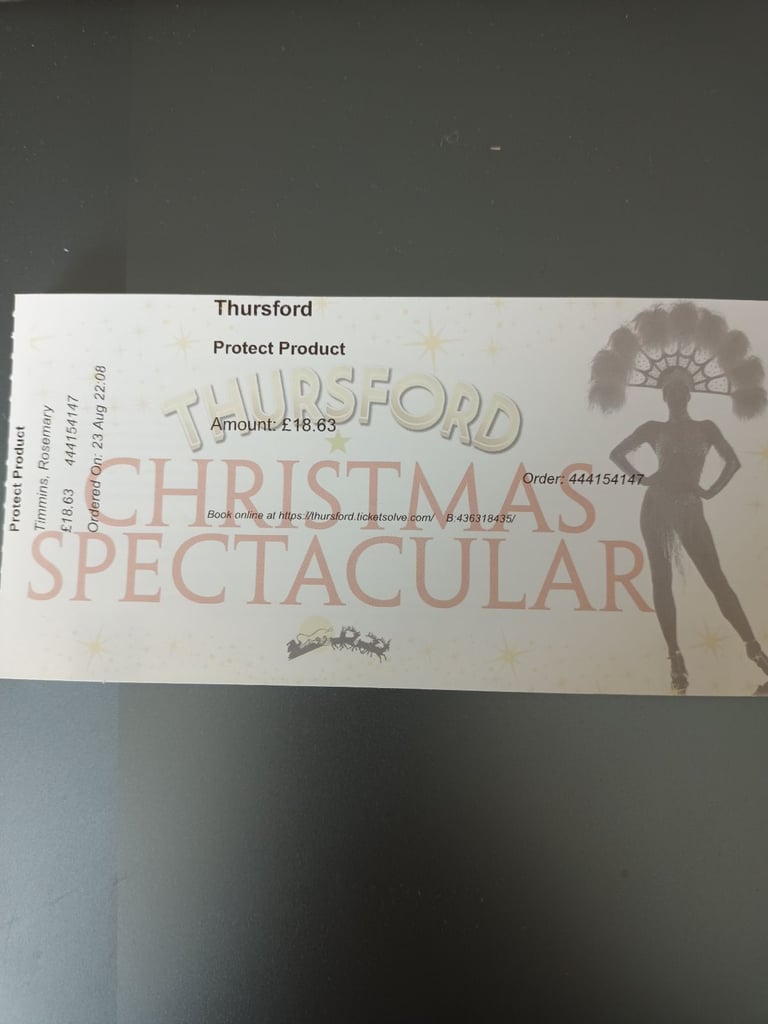 Protect Product
Timmins, Rosemary
£18.63 444154147
Ordered On: 23 Aug 22:08
Thursford
Protect Product
THURSFORD
Amount: £18.63
CHRISTMAS
Order: 444154147
Book online at https://thursford.ticketsolve.com/ B:436318435/
SPECTACULAR